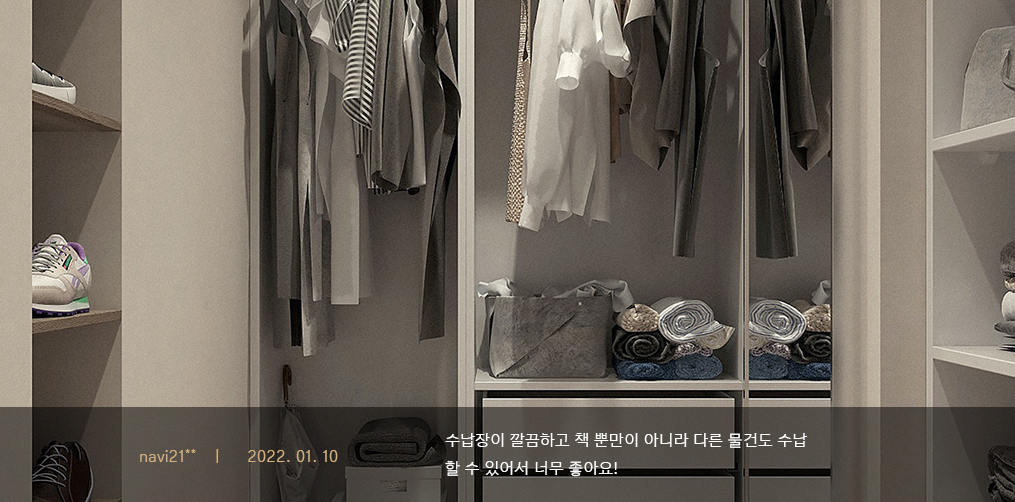 navi21** | 2022. 01. 10
수납장이 깔끔하고 책 뿐만이 아니라 다른 물건도 수납
할 수 있어서 너무 좋아요!